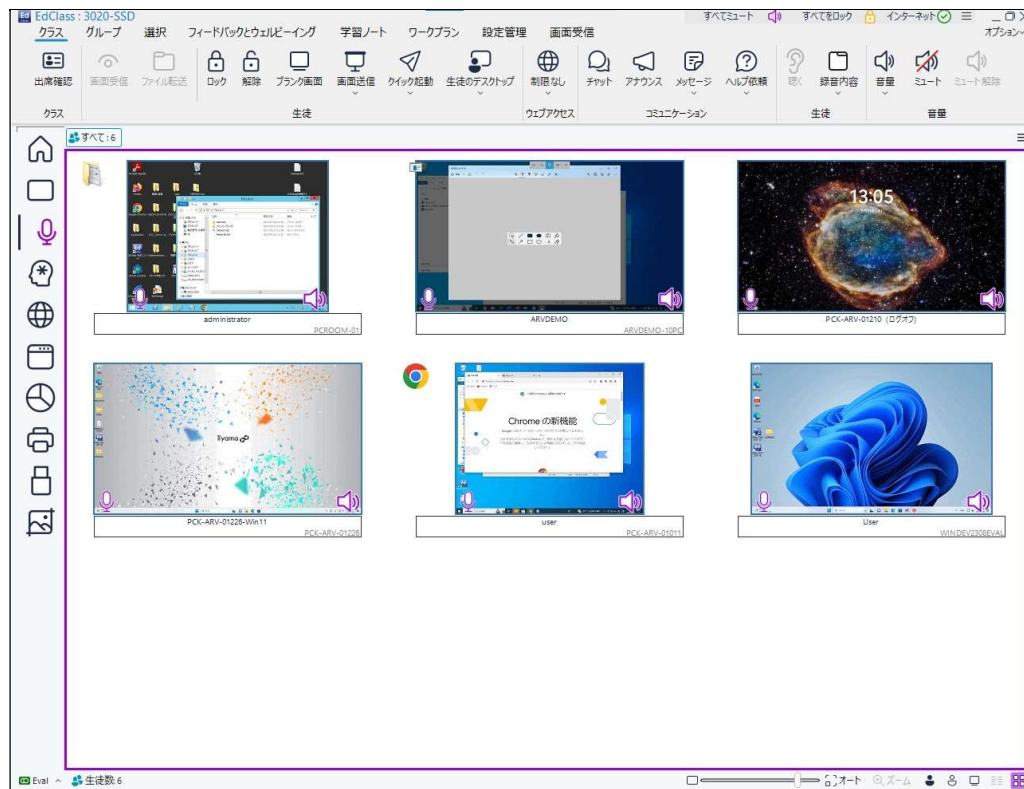 EdClass : 3020-SSD
すべてミュート すべてをロック インターネット
クラス グループ 選択 フィードバックとウェルビーイング 学習ノート ワークプラン 設定管理 画面受信 オプション
出席確認 画面受信 ファイル転送 ロック 解除 ブランク画面 画面送信 クイック起動 生徒のデスクトップ 制限なし チャット アナウンス メッセージ ヘルプ依頼 聴く 録音内容 音量 ミュート ミュート解除
クラス 生徒 ウェブアクセス コミュニケーション 生徒 音量
すべて:6
13:05
administrator ARVDEMO PCK-ARV-01210 (ログオフ)
PCROOM-01 ARVDEMO-10PC
iiyama
Chrome の新機能
PCK-ARV-01226-Win11 user User
PCK-ARV-01226 PCK-ARV-01011 WINDEV2308EVAL
Eval 生徒数: 6 オート ズーム